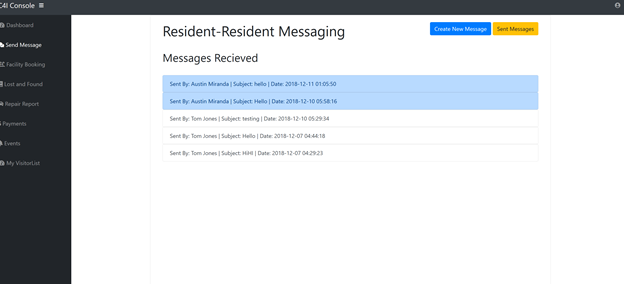 C4I Console
Dashboard
Send Message
Facility Booking
Lost and Found
Repair Report
Payments
Events
My VisitorList
Resident-Resident Messaging
Create New Message
Sent Messages
Messages Recieved
Sent By: Austin Miranda | Subject: hello | Date: 2018-12-11 01:05:50
Sent By: Austin Miranda | Subject: Hello | Date: 2018-12-10 05:58:16
Sent By: Tom Jones | Subject: testing | Date: 2018-12-10 05:29:34
Sent By: Tom Jones | Subject: Hello | Date: 2018-12-07 04:44:18
Sent By: Tom Jones | Subject: HiHI | Date: 2018-12-07 04:29:23